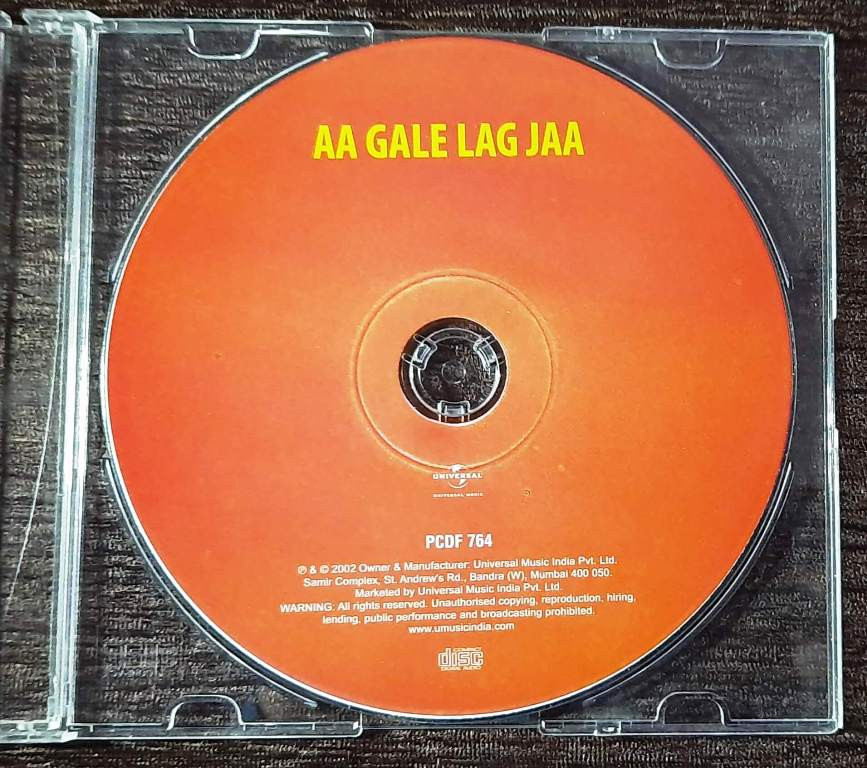 AA GALE LAG JAA
UNIVERSAL
UNIVERSAL MUSIC
PCDF 764
℗ & © 2002 Owner & Manufacturer: Universal Music India Pvt. Ltd.
Samir Complex, St. Andrew's Rd., Bandra (W), Mumbai 400 050.
Marketed by Universal Music India Pvt. Ltd.
WARNING: All rights reserved. Unauthorised copying, reproduction, hiring,
lending, public performance and broadcasting prohibited.
www.umusicindia.com
COMPACT
disc
DIGITAL AUDIO